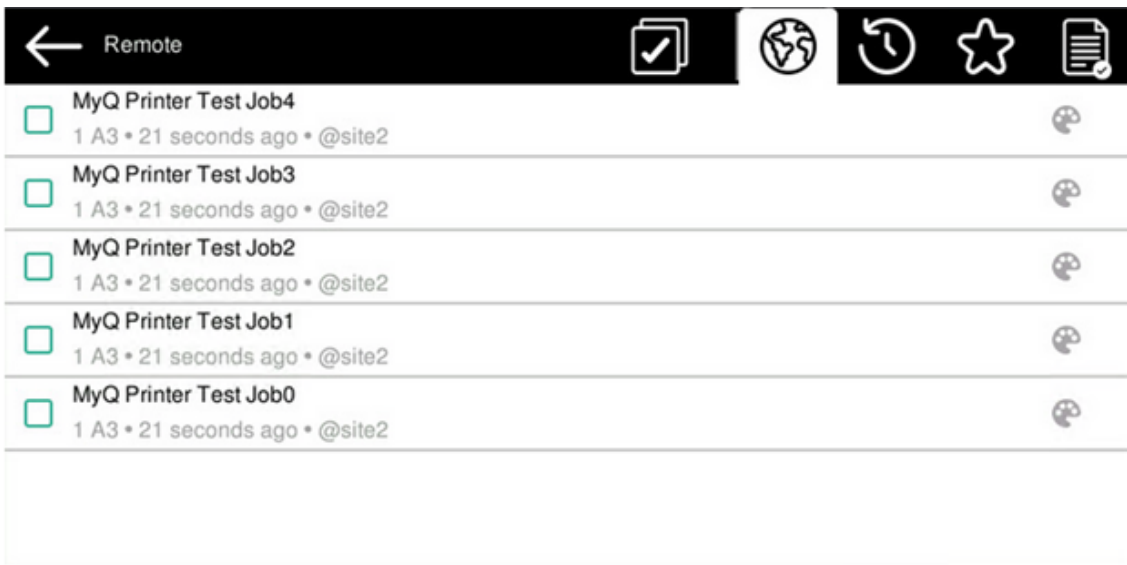 Remote
MyQ Printer Test Job4
1 A3 • 21 seconds ago • @site2
MyQ Printer Test Job3
1 A3 • 21 seconds ago • @site2
MyQ Printer Test Job2
1 A3 • 21 seconds ago • @site2
MyQ Printer Test Job1
1 A3 • 21 seconds ago • @site2
MyQ Printer Test Job0
1 A3 • 21 seconds ago • @site2